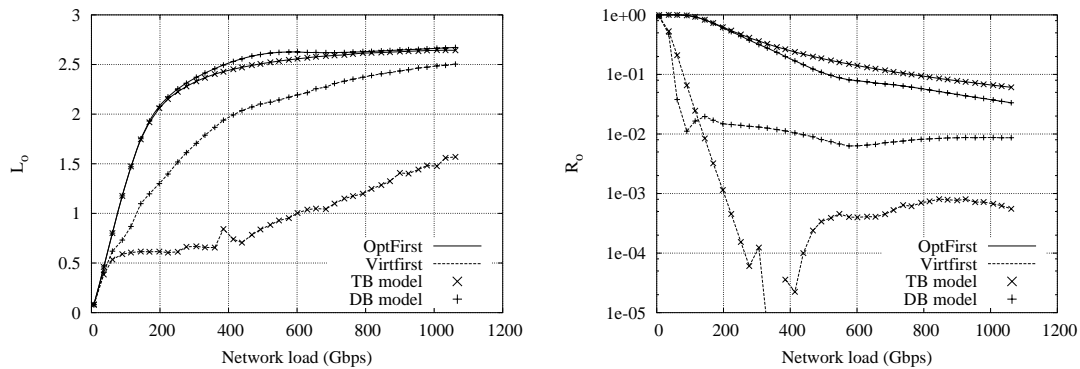 3
2.5
2
1.5
1
0.5
0
0
200
400
600
800
1000
1200
L_o
Network load (Gbps)
OptFirst
Virtfirst
TB model
DB model
1e+00
1e-01
1e-02
1e-03
1e-04
1e-05
0
200
400
600
800
1000
1200
R_o
Network load (Gbps)
OptFirst
Virtfirst
TB model
DB model